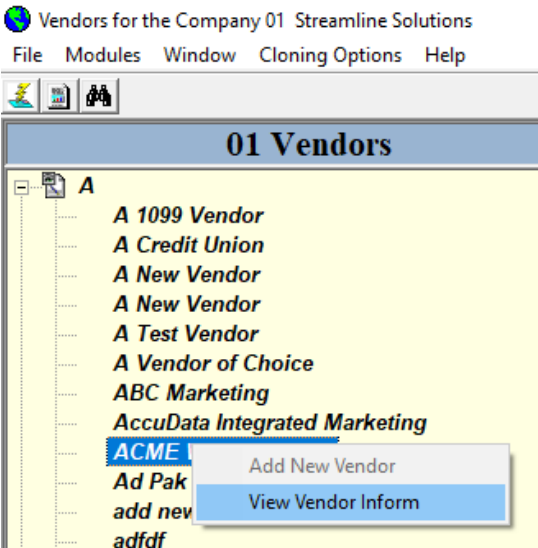 Vendors for the Company 01 Streamline Solutions
File Modules Window Cloning Options Help
01 Vendors
A
A 1099 Vendor
A Credit Union
A New Vendor
A New Vendor
A Test Vendor
A Vendor of Choice
ABC Marketing
AccuData Integrated Marketing
ACME
Add New Vendor
Ad Pak
View Vendor Inform
add new
adfdf